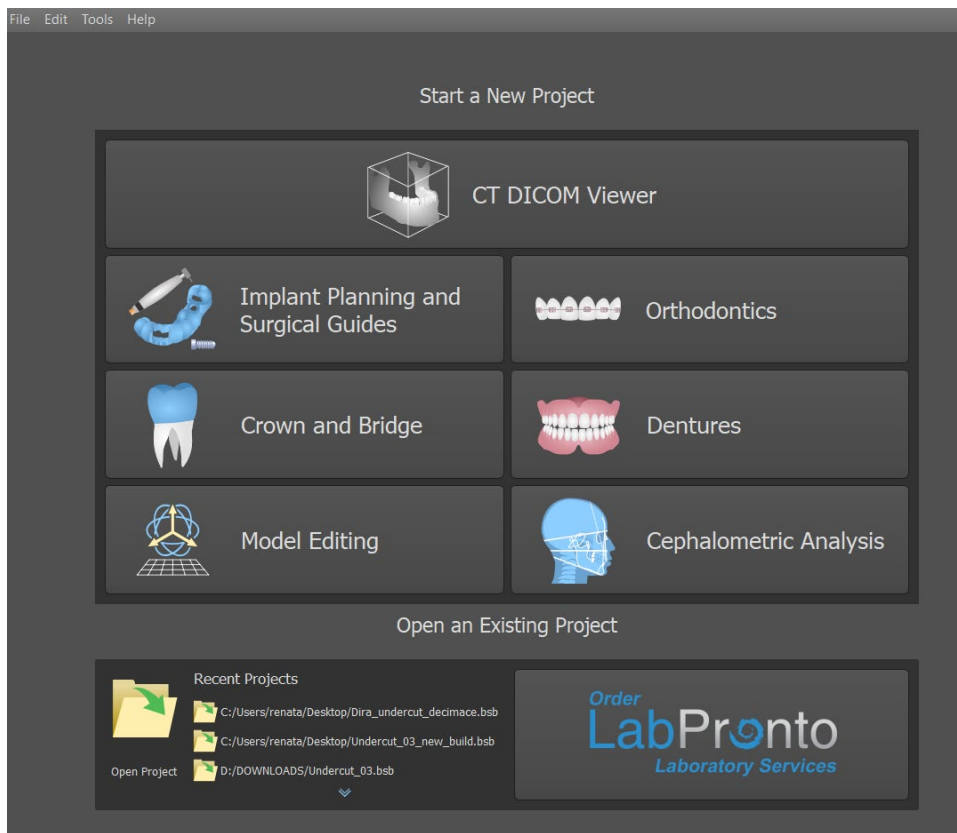 File Edit Tools Help
Start a New Project
CT DICOM Viewer
Implant Planning and
Surgical Guides
Orthodontics
Crown and Bridge
Dentures
Model Editing
Cephalometric Analysis
Open an Existing Project
Recent Projects
C:/Users/renata/Desktop/Dira_undercut_decimace.bsb
C:/Users/renata/Desktop/Undercut_03_new_build.bsb
D:/DOWNLOADS/Undercut_03.bsb
Open Project
Order
LabPronto
Laboratory Services